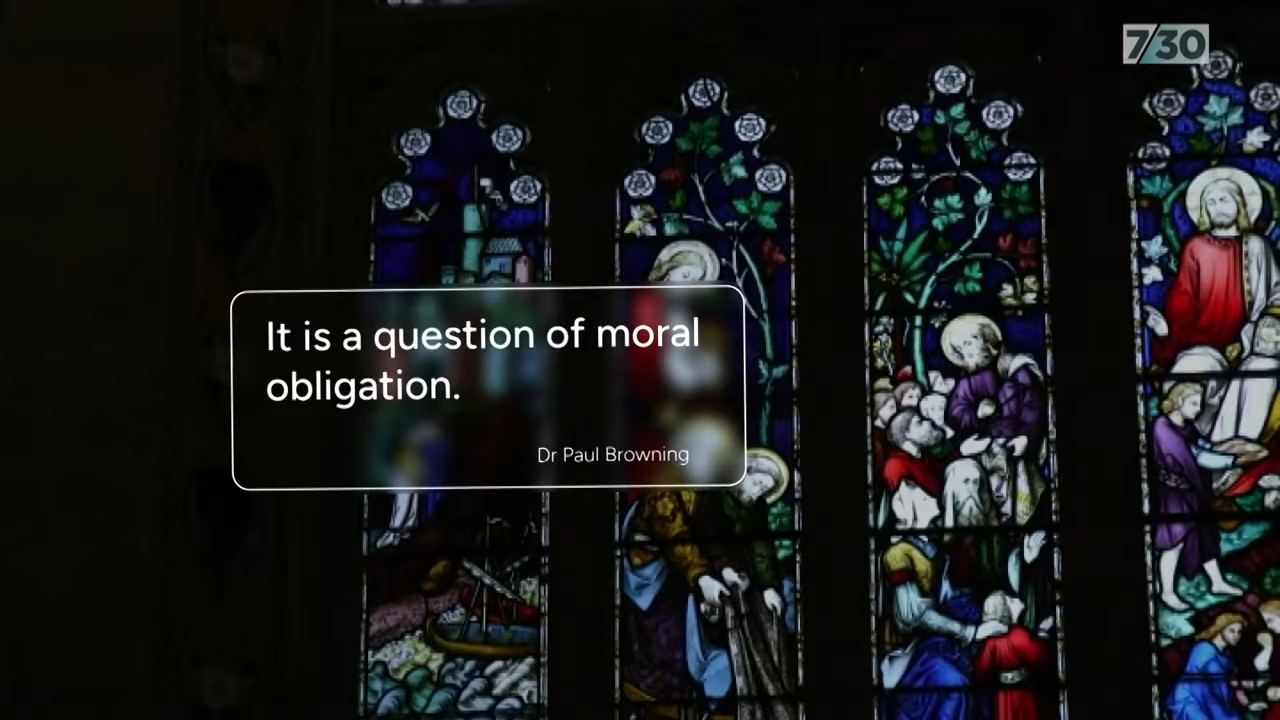 7/30
It is a question of moral
obligation.
Dr Paul Browning